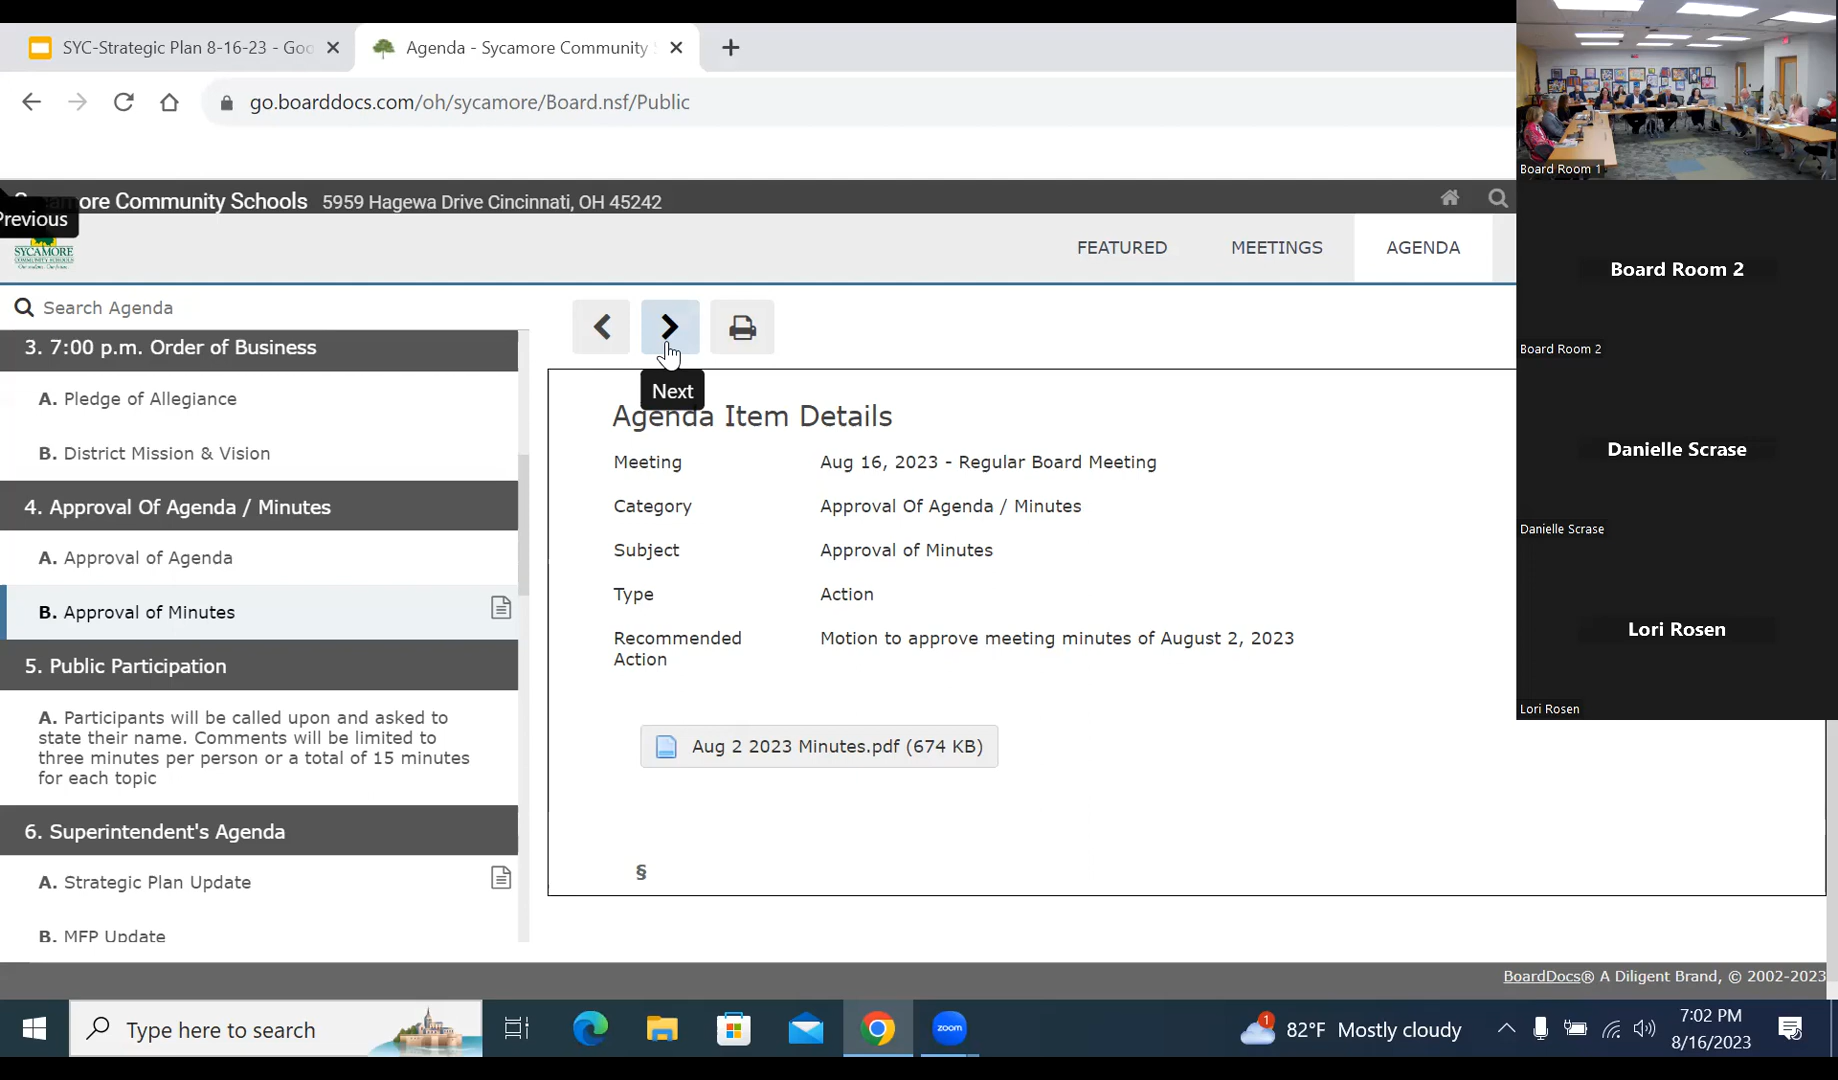 SYC-Strategic Plan 8-16-23 - Goo
Agenda - Sycamore Community
go.boarddocs.com/oh/sycamore/Board.nsf/Public
Sycamore Community Schools 5959 Hagewa Drive Cincinnati, OH 45242
Previous
SYCAMORE
COMMUNITY SCHOOLS
FEATURED
MEETINGS
AGENDA
Search Agenda
3. 7:00 p.m. Order of Business
A. Pledge of Allegiance
B. District Mission & Vision
4. Approval Of Agenda / Minutes
A. Approval of Agenda
B. Approval of Minutes
5. Public Participation
A. Participants will be called upon and asked to
state their name. Comments will be limited to
three minutes per person or a total of 15 minutes
for each topic
6. Superintendent's Agenda
A. Strategic Plan Update
B. MFP Update
Next
Agenda Item Details
Meeting Aug 16, 2023 - Regular Board Meeting
Category Approval Of Agenda / Minutes
Subject Approval of Minutes
Type Action
Recommended Motion to approve meeting minutes of August 2, 2023
Action
Aug 2 2023 Minutes.pdf (674 KB)
§
Board Room 1
Board Room 2
Board Room 2
Danielle Scrase
Danielle Scrase
Lori Rosen
Lori Rosen
BoardDocs® A Diligent Brand, © 2002-2023
Type here to search
zoom
1
82°F Mostly cloudy
7:02 PM
8/16/2023